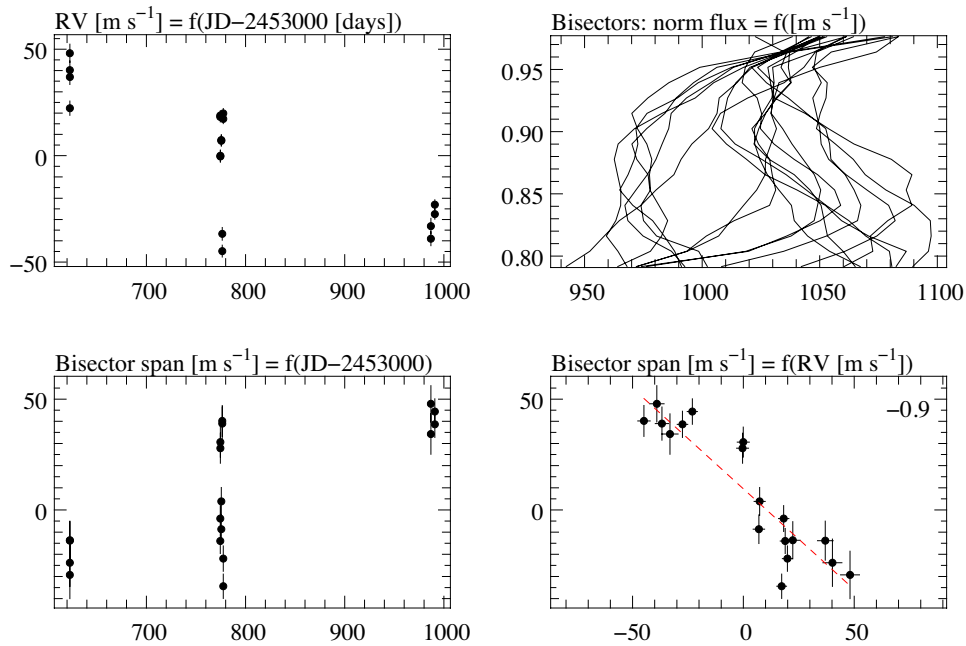 RV [m s⁻¹] = f(JD−2453000 [days])
50
0
−50
700 800 900 1000
Bisectors: norm flux = f([m s⁻¹])
0.95
0.90
0.85
0.80
950 1000 1050 1100
Bisector span [m s⁻¹] = f(JD−2453000)
50
0
700 800 900 1000
Bisector span [m s⁻¹] = f(RV [m s⁻¹])
50
−0.9
0
−50 0 50